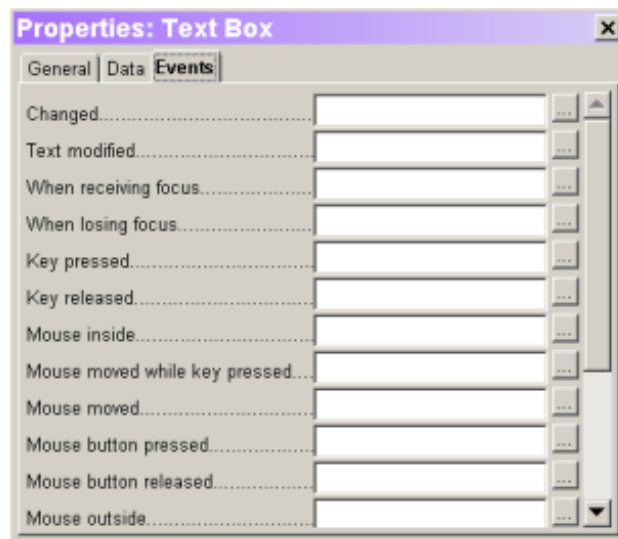 Properties: Text Box
General Data Events
Changed....................................... ...
Text modified................................. ...
When receiving focus.................... ...
When losing focus........................ ...
Key pressed................................... ...
Key released.................................. ...
Mouse inside.................................. ...
Mouse moved while key pressed.... ...
Mouse moved................................. ...
Mouse button pressed................... ...
Mouse button released.................. ...
Mouse outside............................... ...